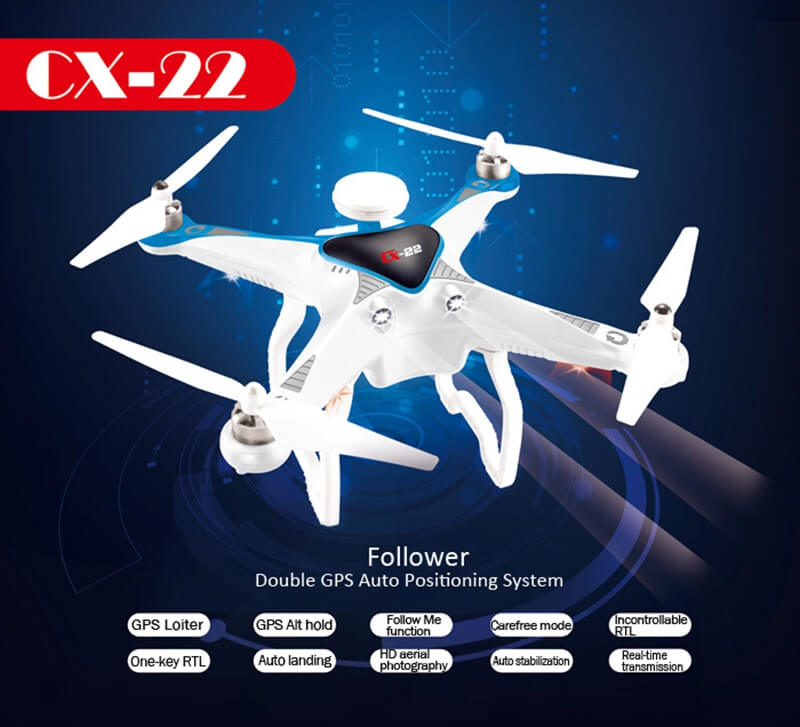 CX-22
CX-22
Follower
Double GPS Auto Positioning System
GPS Loiter
GPS Alt hold
Follow Me
function
Carefree mode
Incontrollable
RTL
One-key RTL
Auto landing
HD aerial
photography
Auto stabilization
Real-time
transmission